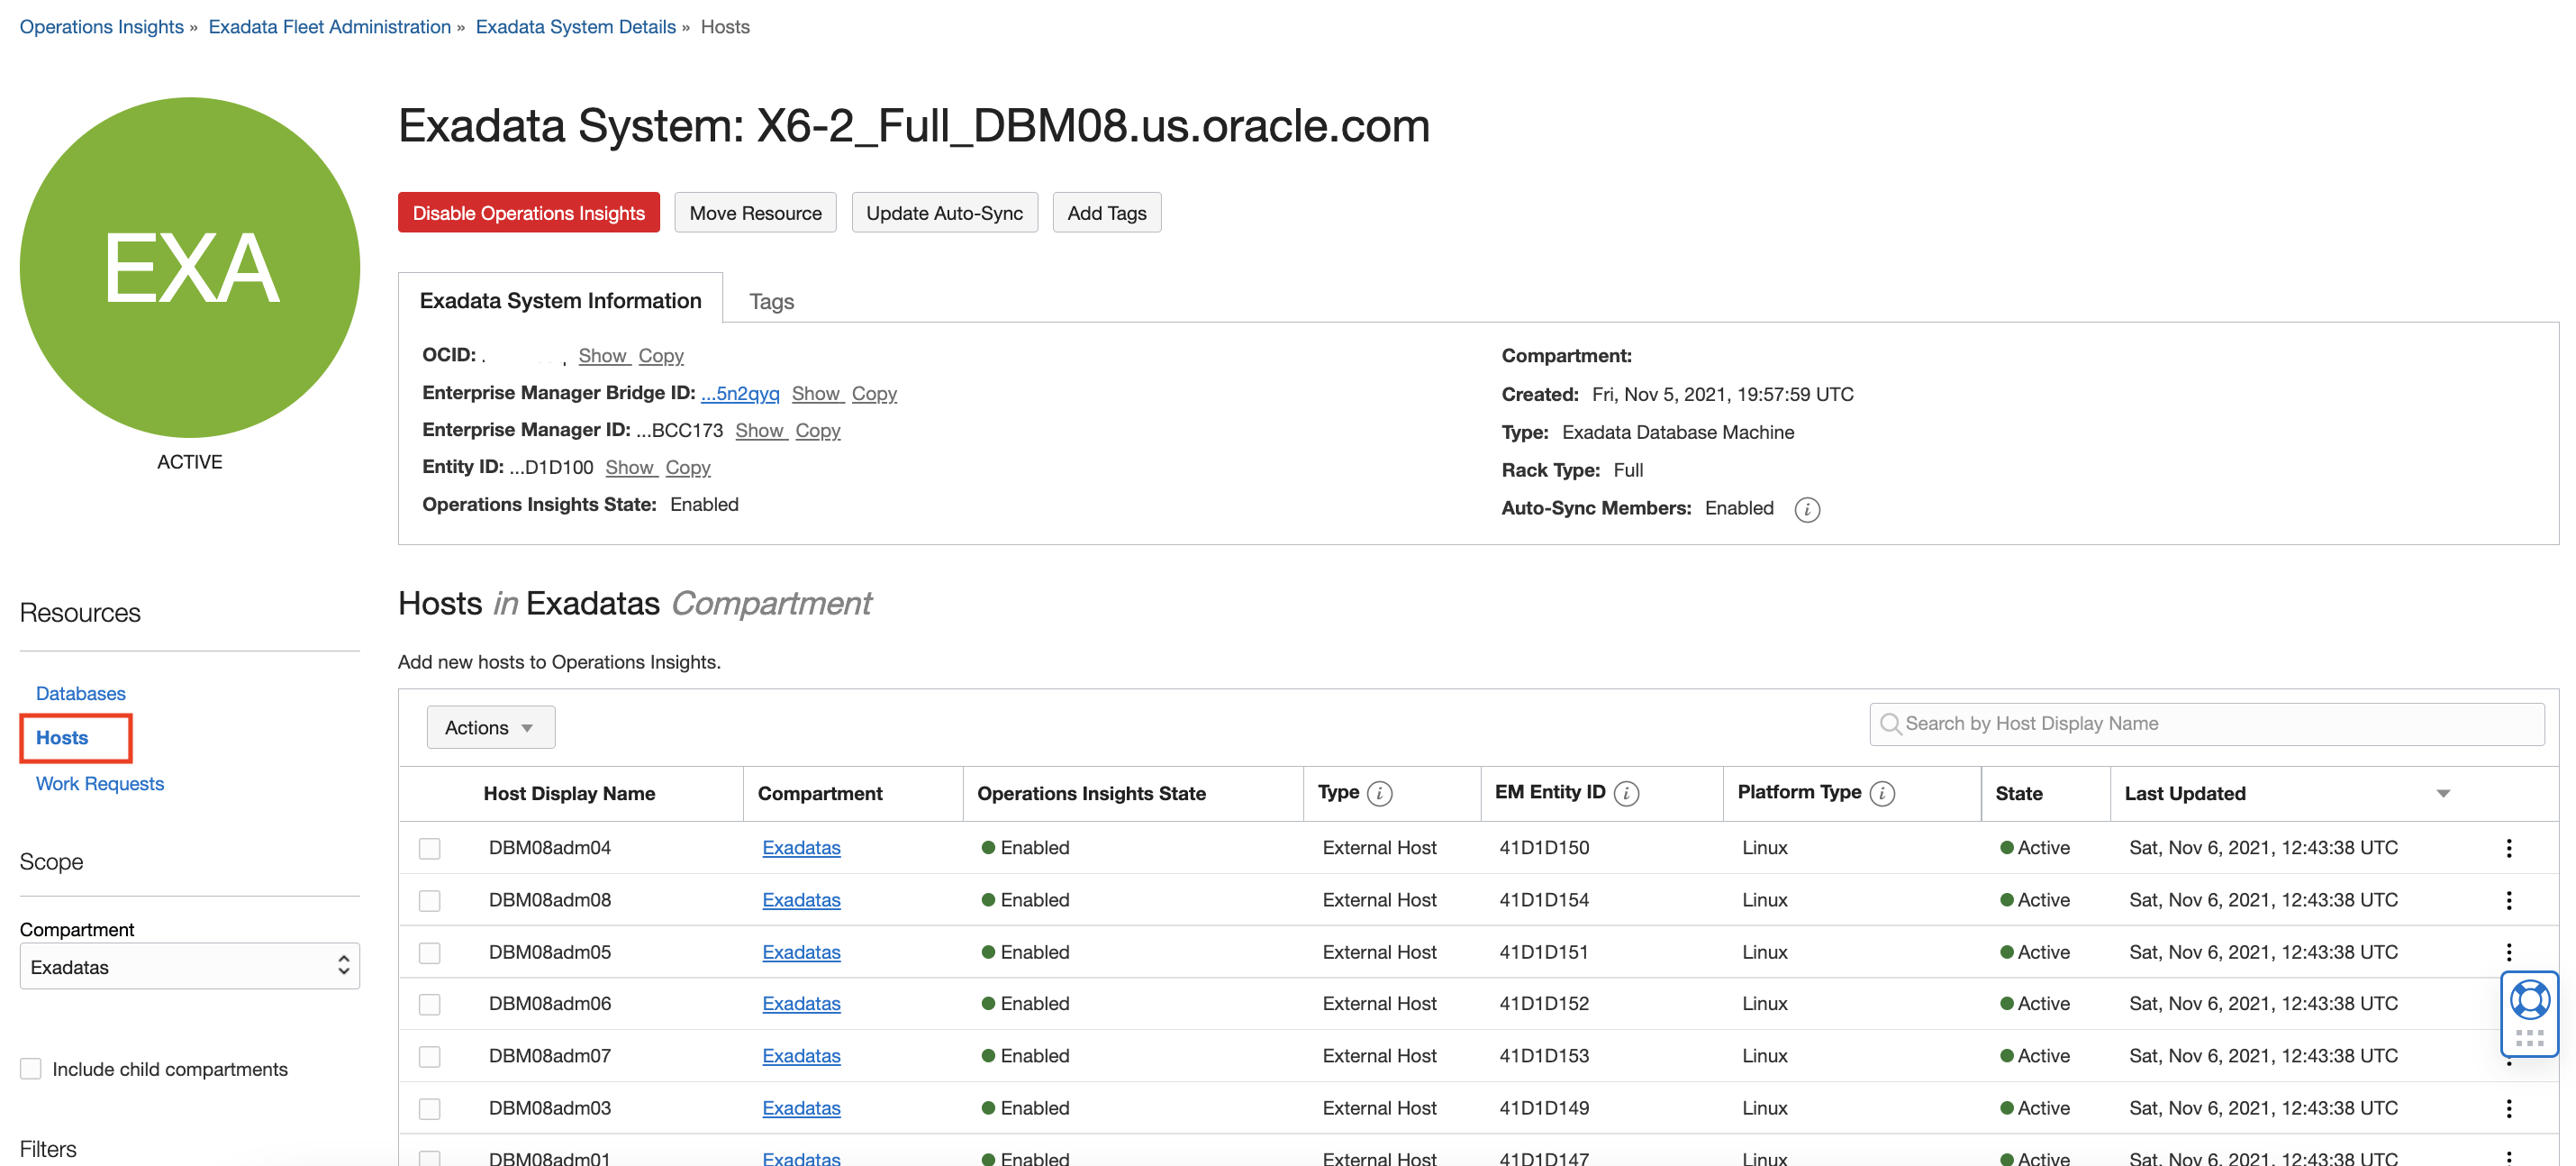 Operations Insights » Exadata Fleet Administration » Exadata System Details » Hosts
EXA
ACTIVE
Exadata System: X6-2_Full_DBM08.us.oracle.com
Disable Operations Insights Move Resource Update Auto-Sync Add Tags
Exadata System Information Tags
OCID: Show Copy
Enterprise Manager Bridge ID: ...5n2qyq Show Copy
Enterprise Manager ID: ...BCC173 Show Copy
Entity ID: ...D1D100 Show Copy
Operations Insights State: Enabled
Compartment:
Created: Fri, Nov 5, 2021, 19:57:59 UTC
Type: Exadata Database Machine
Rack Type: Full
Auto-Sync Members: Enabled i
Resources
Databases
Hosts
Work Requests
Scope
Compartment
Exadatas
Include child compartments
Filters
Hosts in Exadatas Compartment
Add new hosts to Operations Insights.
Actions Search by Host Display Name
Host Display Name Compartment Operations Insights State Type i EM Entity ID i Platform Type i State Last Updated
DBM08adm04 Exadatas Enabled External Host 41D1D150 Linux Active Sat, Nov 6, 2021, 12:43:38 UTC
DBM08adm08 Exadatas Enabled External Host 41D1D154 Linux Active Sat, Nov 6, 2021, 12:43:38 UTC
DBM08adm05 Exadatas Enabled External Host 41D1D151 Linux Active Sat, Nov 6, 2021, 12:43:38 UTC
DBM08adm06 Exadatas Enabled External Host 41D1D152 Linux Active Sat, Nov 6, 2021, 12:43:38 UTC
DBM08adm07 Exadatas Enabled External Host 41D1D153 Linux Active Sat, Nov 6, 2021, 12:43:38 UTC
DBM08adm03 Exadatas Enabled External Host 41D1D149 Linux Active Sat, Nov 6, 2021, 12:43:38 UTC
DBM08adm01 Exadatas Enabled External Host 41D1D147 Linux Active Sat, Nov 6, 2021, 12:43:38 UTC